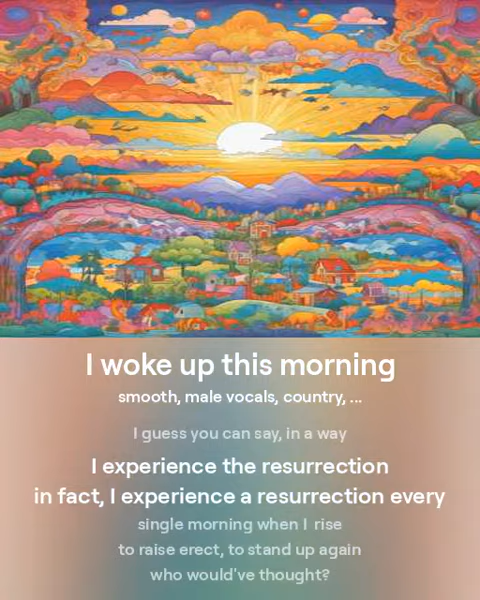 I woke up this morning
smooth, male vocals, country, ...
I guess you can say, in a way
I experience the resurrection
in fact, I experience a resurrection every
single morning when I rise
to raise erect, to stand up again
who would've thought?